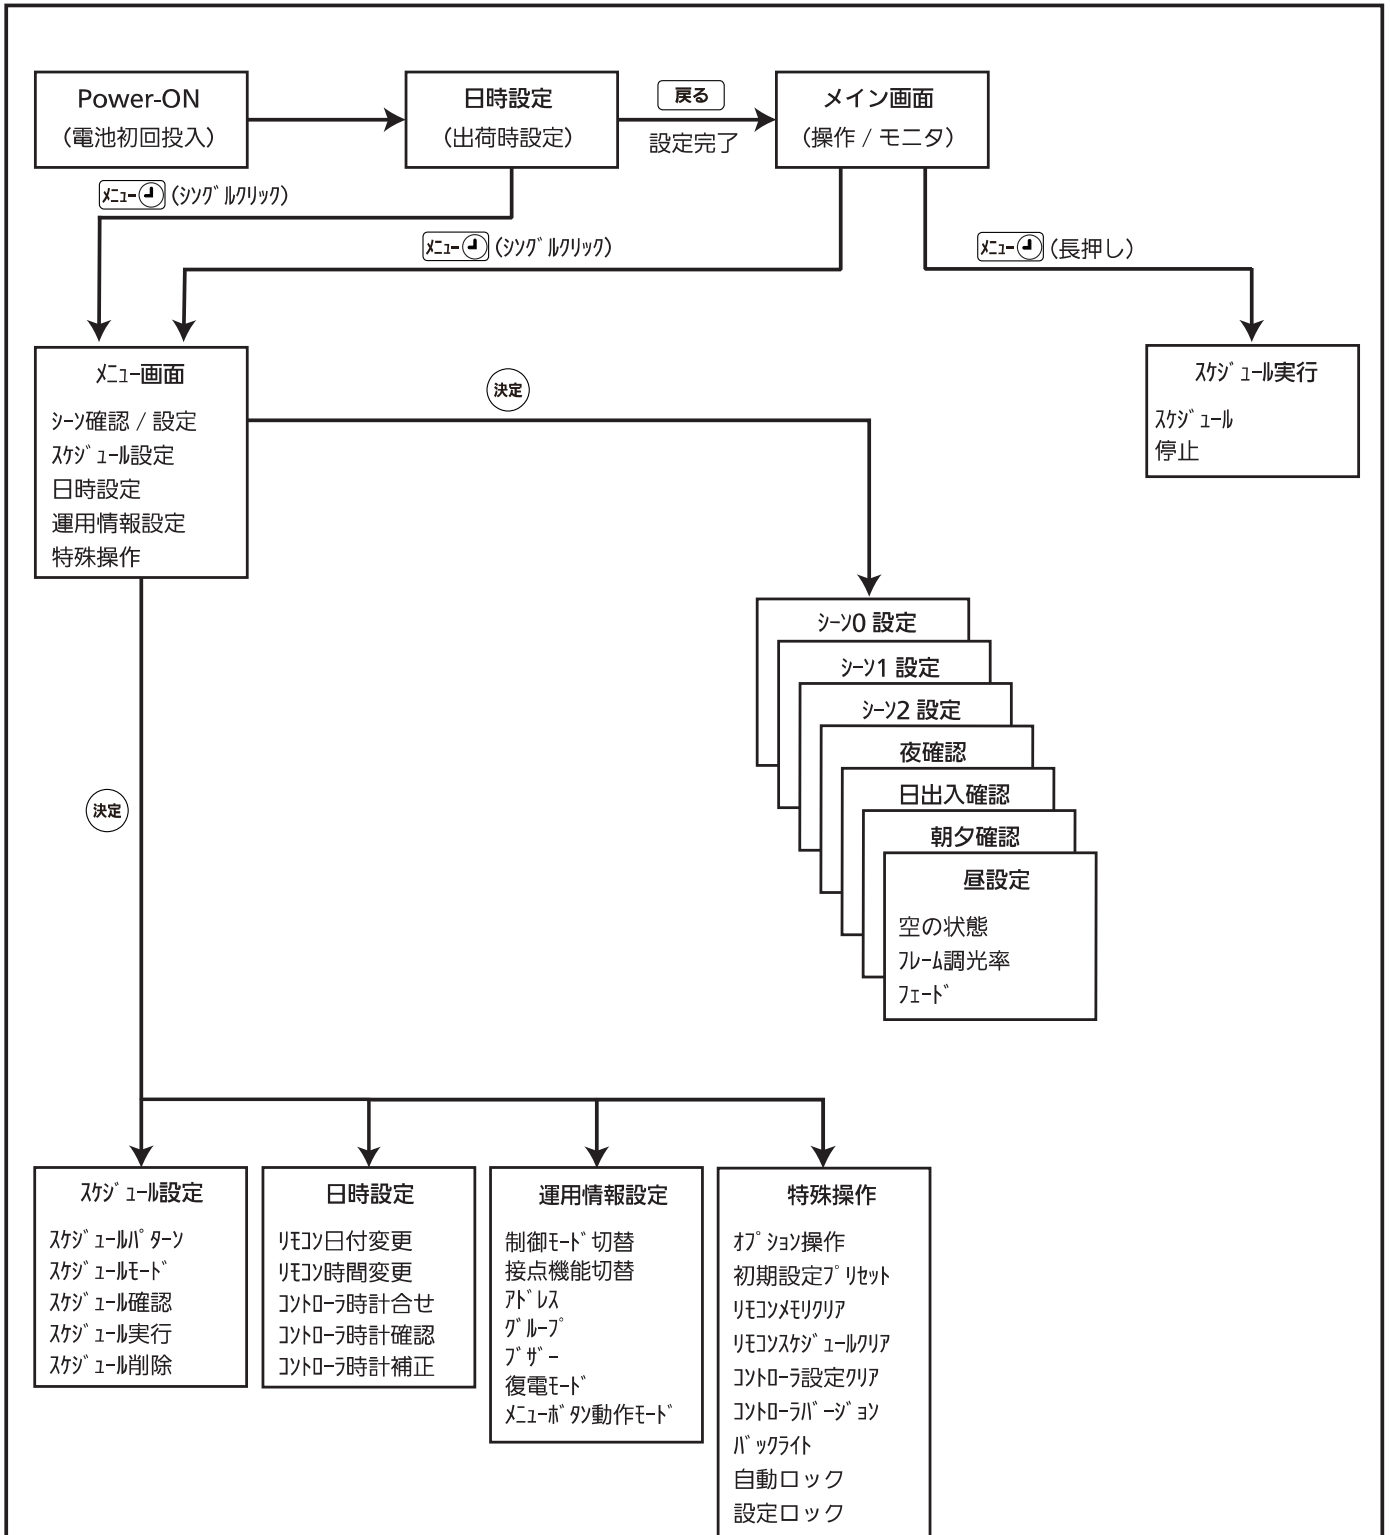 Power-ON
(電池初回投入)
日時設定
(出荷時設定)
戻る
設定完了
メイン画面
(操作 / モニタ)
ﾒﾆｭｰ (ｼﾝｸﾞﾙｸﾘｯｸ)
ﾒﾆｭｰ (ｼﾝｸﾞﾙｸﾘｯｸ)
ﾒﾆｭｰ (長押し)
ﾒﾆｭｰ画面
ｼｰﾝ確認 / 設定
ｽｹｼﾞｭｰﾙ設定
日時設定
運用情報設定
特殊操作
決定
ｽｹｼﾞｭｰﾙ実行
ｽｹｼﾞｭｰﾙ
停止
ｼｰﾝ0 設定
ｼｰﾝ1 設定
ｼｰﾝ2 設定
夜確認
日出入確認
朝夕確認
昼設定
空の状態
ﾌﾚｰﾑ調光率
ﾌｪｰﾄﾞ
決定
ｽｹｼﾞｭｰﾙ設定
ｽｹｼﾞｭｰﾙﾊﾟﾀｰﾝ
ｽｹｼﾞｭｰﾙﾓｰﾄﾞ
ｽｹｼﾞｭｰﾙ確認
ｽｹｼﾞｭｰﾙ実行
ｽｹｼﾞｭｰﾙ削除
日時設定
ﾘﾓｺﾝ日付変更
ﾘﾓｺﾝ時間変更
ｺﾝﾄﾛｰﾗ時計合せ
ｺﾝﾄﾛｰﾗ時計確認
ｺﾝﾄﾛｰﾗ時計補正
運用情報設定
制御ﾓｰﾄﾞ切替
接点機能切替
ｱﾄﾞﾚｽ
ｸﾞﾙｰﾌﾟ
ﾌﾞｻﾞｰ
復電ﾓｰﾄﾞ
ﾒﾆｭｰﾎﾞﾀﾝ動作ﾓｰﾄﾞ
特殊操作
ｵﾌﾟｼｮﾝ操作
初期設定ﾌﾟﾘｾｯﾄ
ﾘﾓｺﾝﾒﾓﾘｸﾘｱ
ﾘﾓｺﾝｽｹｼﾞｭｰﾙｸﾘｱ
ｺﾝﾄﾛｰﾗ設定ｸﾘｱ
ｺﾝﾄﾛｰﾗﾊﾞｰｼﾞｮﾝ
ﾊﾞｯｸﾗｲﾄ
自動ロック
設定ロック